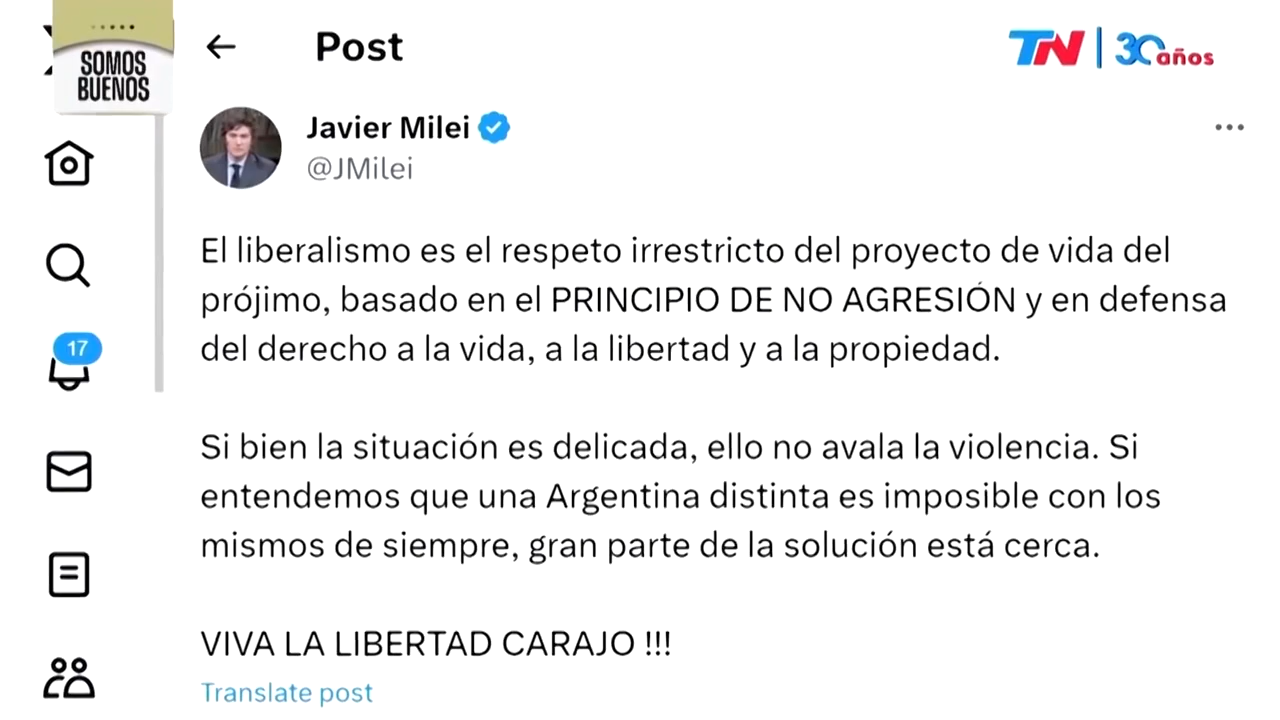 SOMOS
BUENOS
Post
TN 30 años
Javier Milei
@JMilei
El liberalismo es el respeto irrestricto del proyecto de vida del
prójimo, basado en el PRINCIPIO DE NO AGRESIÓN y en defensa
del derecho a la vida, a la libertad y a la propiedad.
17
Si bien la situación es delicada, ello no avala la violencia. Si
entendemos que una Argentina distinta es imposible con los
mismos de siempre, gran parte de la solución está cerca.
VIVA LA LIBERTAD CARAJO !!!
Translate post